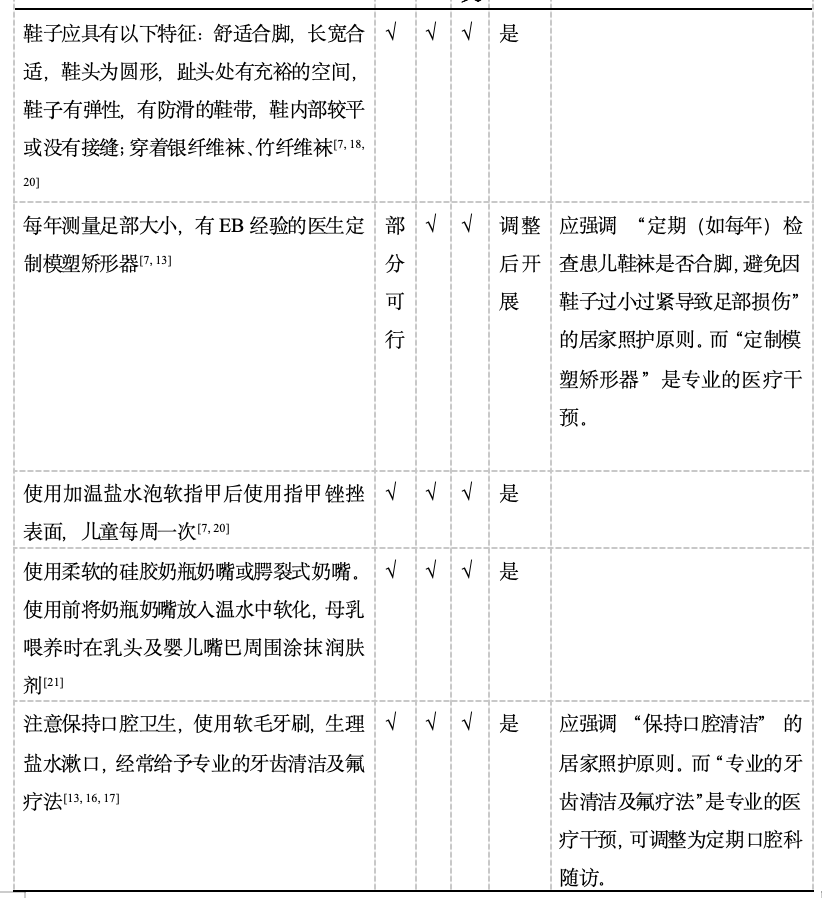 鞋子应具有以下特征：舒适合脚，长宽合 √ √ √ 是
适，鞋头为圆形，趾头处有充裕的空间，
鞋子有弹性，有防滑的鞋带，鞋内部较平
或没有接缝；穿着银纤维袜、竹纤维袜[7, 18,
20]
每年测量足部大小，有 EB 经验的医生定 部 √ √ 调整 应强调 “定期（如每年）检
制模塑矫形器[7, 13] 分 后开 查患儿鞋袜是否合脚，避免因
可 展 鞋子过小过紧导致足部损伤”
行 的居家照护原则。而 “定制模
塑矫形器” 是专业的医疗干
预。
使用加温盐水泡软指甲后使用指甲锉挫 √ √ √ 是
表面，儿童每周一次[7, 20]
使用柔软的硅胶奶瓶奶嘴或腭裂式奶嘴。 √ √ √ 是
使用前将奶瓶奶嘴放入温水中软化，母乳
喂养时在乳头及婴儿嘴巴周围涂抹润肤
剂[21]
注意保持口腔卫生，使用软毛牙刷，生理 √ √ √ 是 应强调 “保持口腔清洁” 的
盐水漱口，经常给予专业的牙齿清洁及氟 居家照护原则。而 “专业的牙
疗法[13, 16, 17] 齿清洁及氟疗法”是专业的医
疗干预，可调整为定期口腔科
随访。